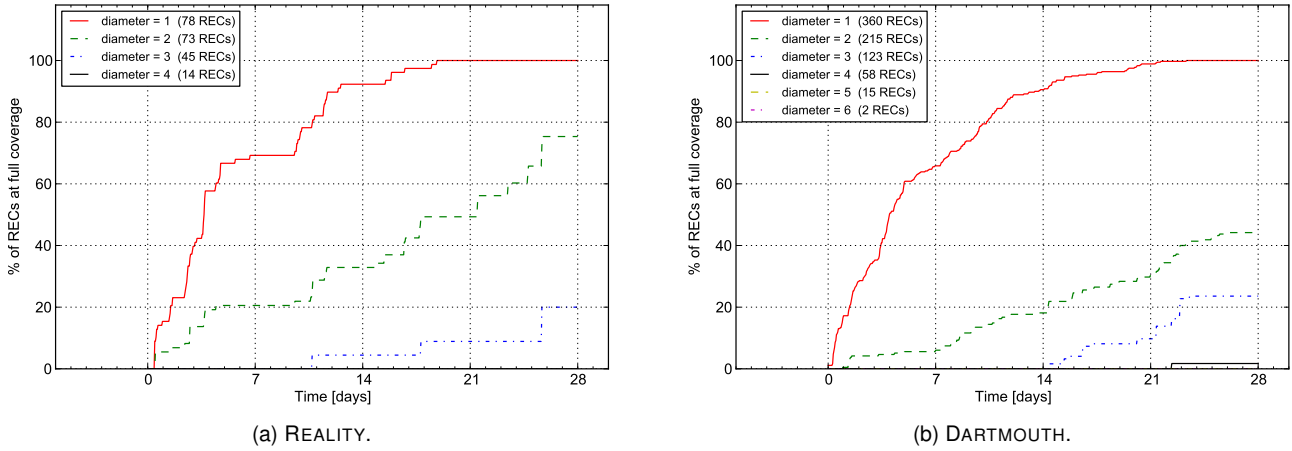 diameter = 1 (78 RECs)
diameter = 2 (73 RECs)
diameter = 3 (45 RECs)
diameter = 4 (14 RECs)
100
80
60
40
20
0
% of RECs at full coverage
0 7 14 21 28
Time [days]
(a) REALITY.
diameter = 1 (360 RECs)
diameter = 2 (215 RECs)
diameter = 3 (123 RECs)
diameter = 4 (58 RECs)
diameter = 5 (15 RECs)
diameter = 6 (2 RECs)
100
80
60
40
20
0
% of RECs at full coverage
0 7 14 21 28
Time [days]
(b) DARTMOUTH.